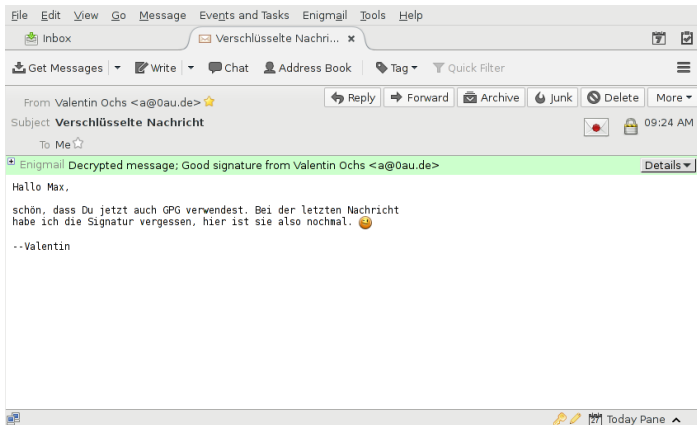 File Edit View Go Message Events and Tasks Enigmail Tools Help
Inbox Verschlüsselte Nachri... ×
Get Messages Write Chat Address Book Tag Quick Filter
From Valentin Ochs <a@0au.de> Reply Forward Archive Junk Delete More
Subject Verschlüsselte Nachricht
09:24 AM
To Me
Enigmail Decrypted message; Good signature from Valentin Ochs <a@0au.de> Details
Hallo Max,
schön, dass Du jetzt auch GPG verwendest. Bei der letzten Nachricht
habe ich die Signatur vergessen, hier ist sie also nochmal.
--Valentin
27 Today Pane